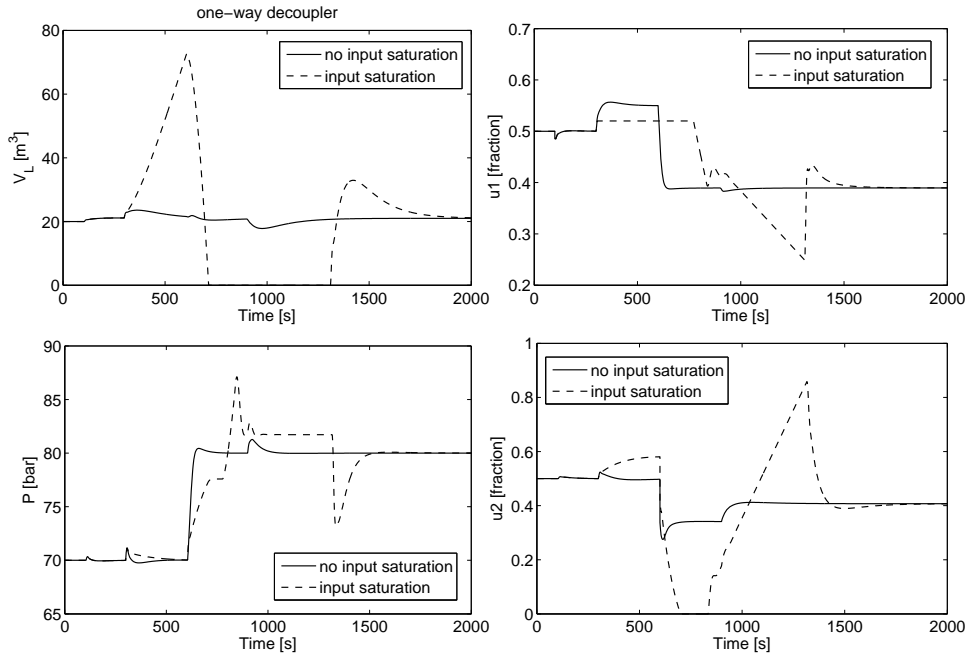 one-way decoupler
80
60
40
20
0
V_L [m^3]
no input saturation
input saturation
0 500 1000 1500 2000
Time [s]
0.7
0.6
0.5
0.4
0.3
0.2
u1 [fraction]
no input saturation
input saturation
0 500 1000 1500 2000
Time [s]
90
85
80
75
70
65
P [bar]
no input saturation
input saturation
0 500 1000 1500 2000
Time [s]
1
0.8
0.6
0.4
0.2
0
u2 [fraction]
no input saturation
input saturation
0 500 1000 1500 2000
Time [s]